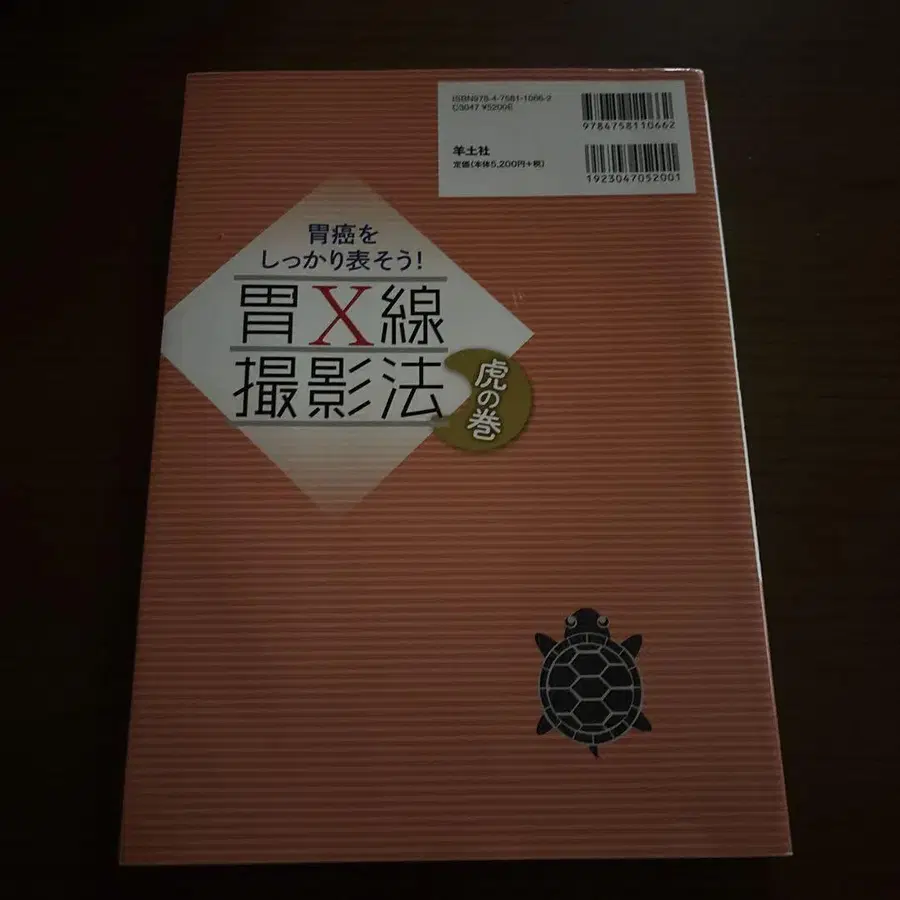 ISBN978-4-7581-1066-2
C3047 ¥5200E
9784758110662
羊土社
定価(本体5,200円+税)
1923047052001
胃癌を
しっかり表そう!
胃X線
撮影法
虎の巻